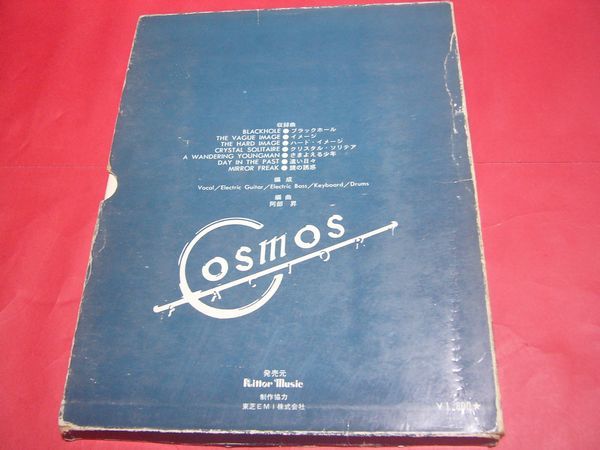 収録曲
BLACKHOLE●ブラックホール
THE VAGUE IMAGE●イメージ
THE HARD IMAGE●ハード・イメージ
CRYSTAL SOLITAIRE●クリスタル・ソリテア
A WANDERING YOUNGMAN●さまよえる少年
DAY IN THE PAST●遠い日々
MIRROR FREAK●鏡の誘惑
編成
Vocal/Electric Guitar/Electric Bass/Keyboard/Drums
編曲
阿部 昇
Cosmos
発売元
Rittor Music
制作協力
東芝EMI株式会社
¥1,800★